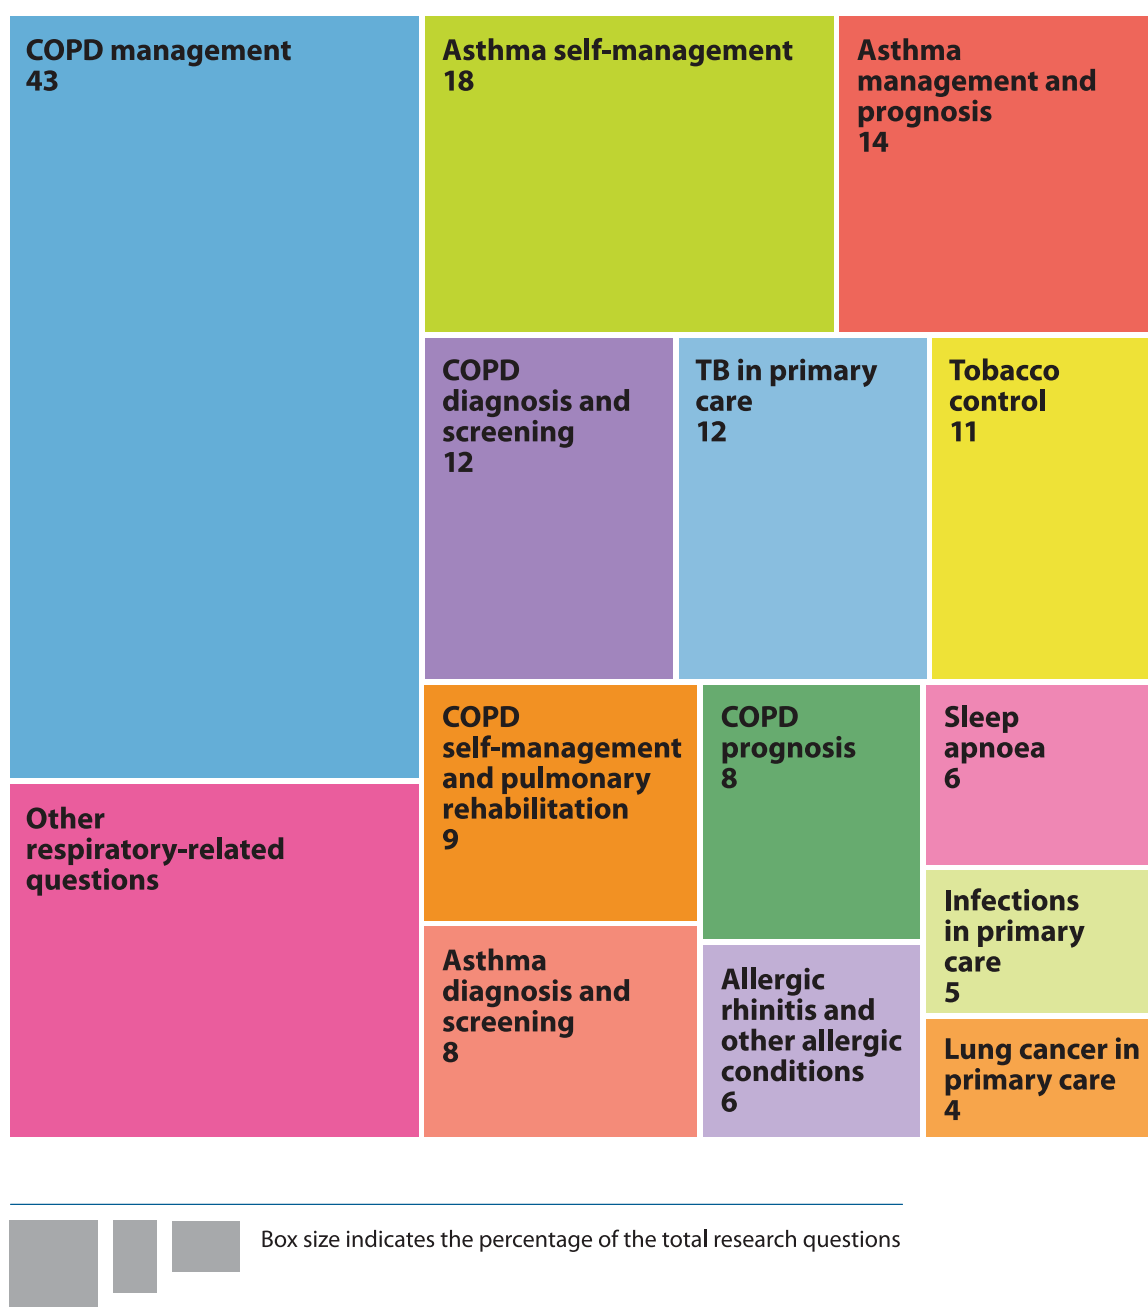 COPD management
43
Asthma self-management
18
Asthma
management and
prognosis
14
COPD
diagnosis and
screening
12
TB in primary
care
12
Tobacco
control
11
Other
respiratory-related
questions
COPD
self-management
and pulmonary
rehabilitation
9
COPD
prognosis
8
Sleep
apnoea
6
Infections
in primary
care
5
Asthma
diagnosis and
screening
8
Allergic
rhinitis and
other allergic
conditions
6
Lung cancer in
primary care
4
Box size indicates the percentage of the total research questions